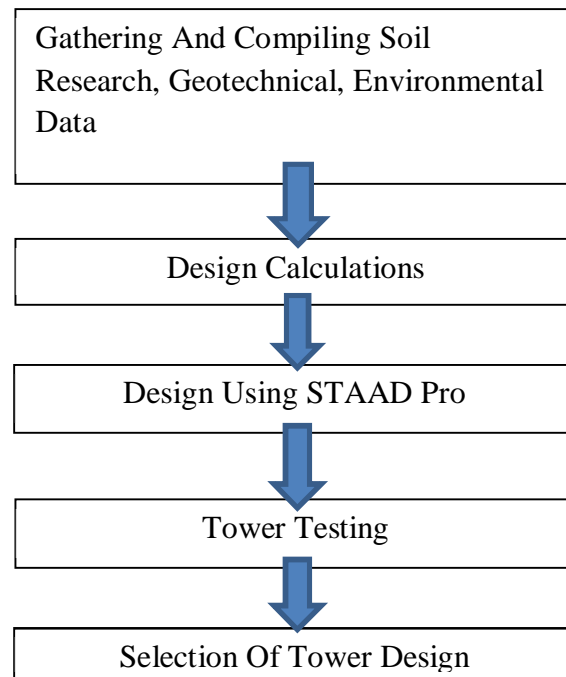 Gathering And Compiling Soil
Research, Geotechnical, Environmental
Data
Design Calculations
Design Using STAAD Pro
Tower Testing
Selection Of Tower Design